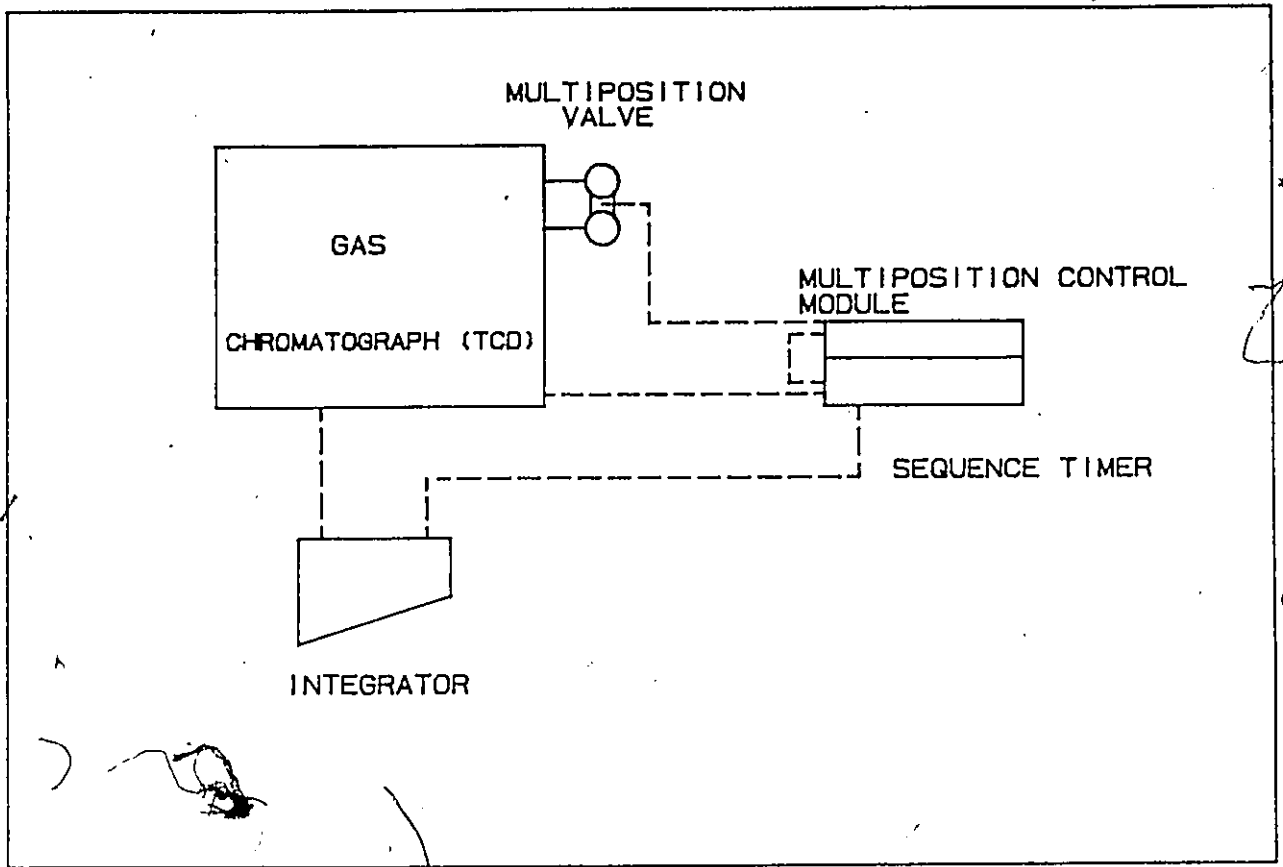 MULTIPOSITION
VALVE
GAS
CHROMATOGRAPH (TCD)
MULTIPOSITION CONTROL
MODULE
SEQUENCE TIMER
INTEGRATOR